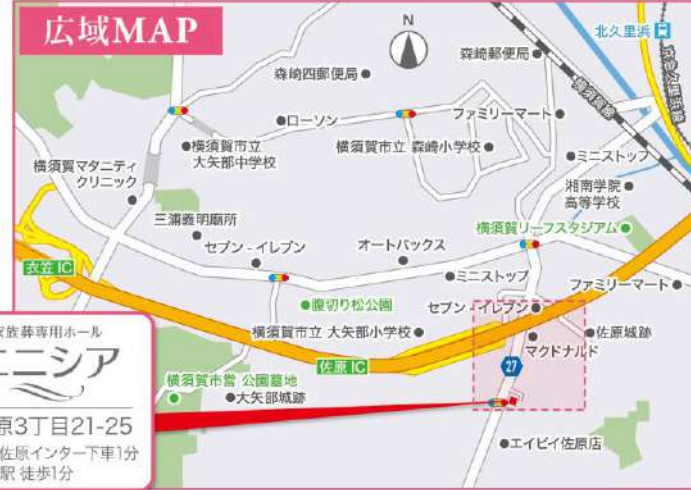 広域MAP
N
北久里浜
森崎郵便局
森崎四郵便局
横須賀線
ローソン
ファミリーマート
横須賀市立
大矢部中学校
横須賀市立 森崎小学校
ミニストップ
横須賀マタニティ
クリニック
湘南学院
高等学校
三浦義明廟所
横須賀リーフスタジアム
セブン-イレブン
オートバックス
衣笠IC
ミニストップ
ファミリーマート
腹切り松公園
セブン-イレブン
家族葬専用ホール
横須賀市立 大矢部小学校
佐原城跡
マクドナルド
エニシア
佐原IC
27
横須賀市営 公園墓地
大矢部城跡
原3丁目21-25
佐原インター下車1分
駅 徒歩1分
エイビイ佐原店